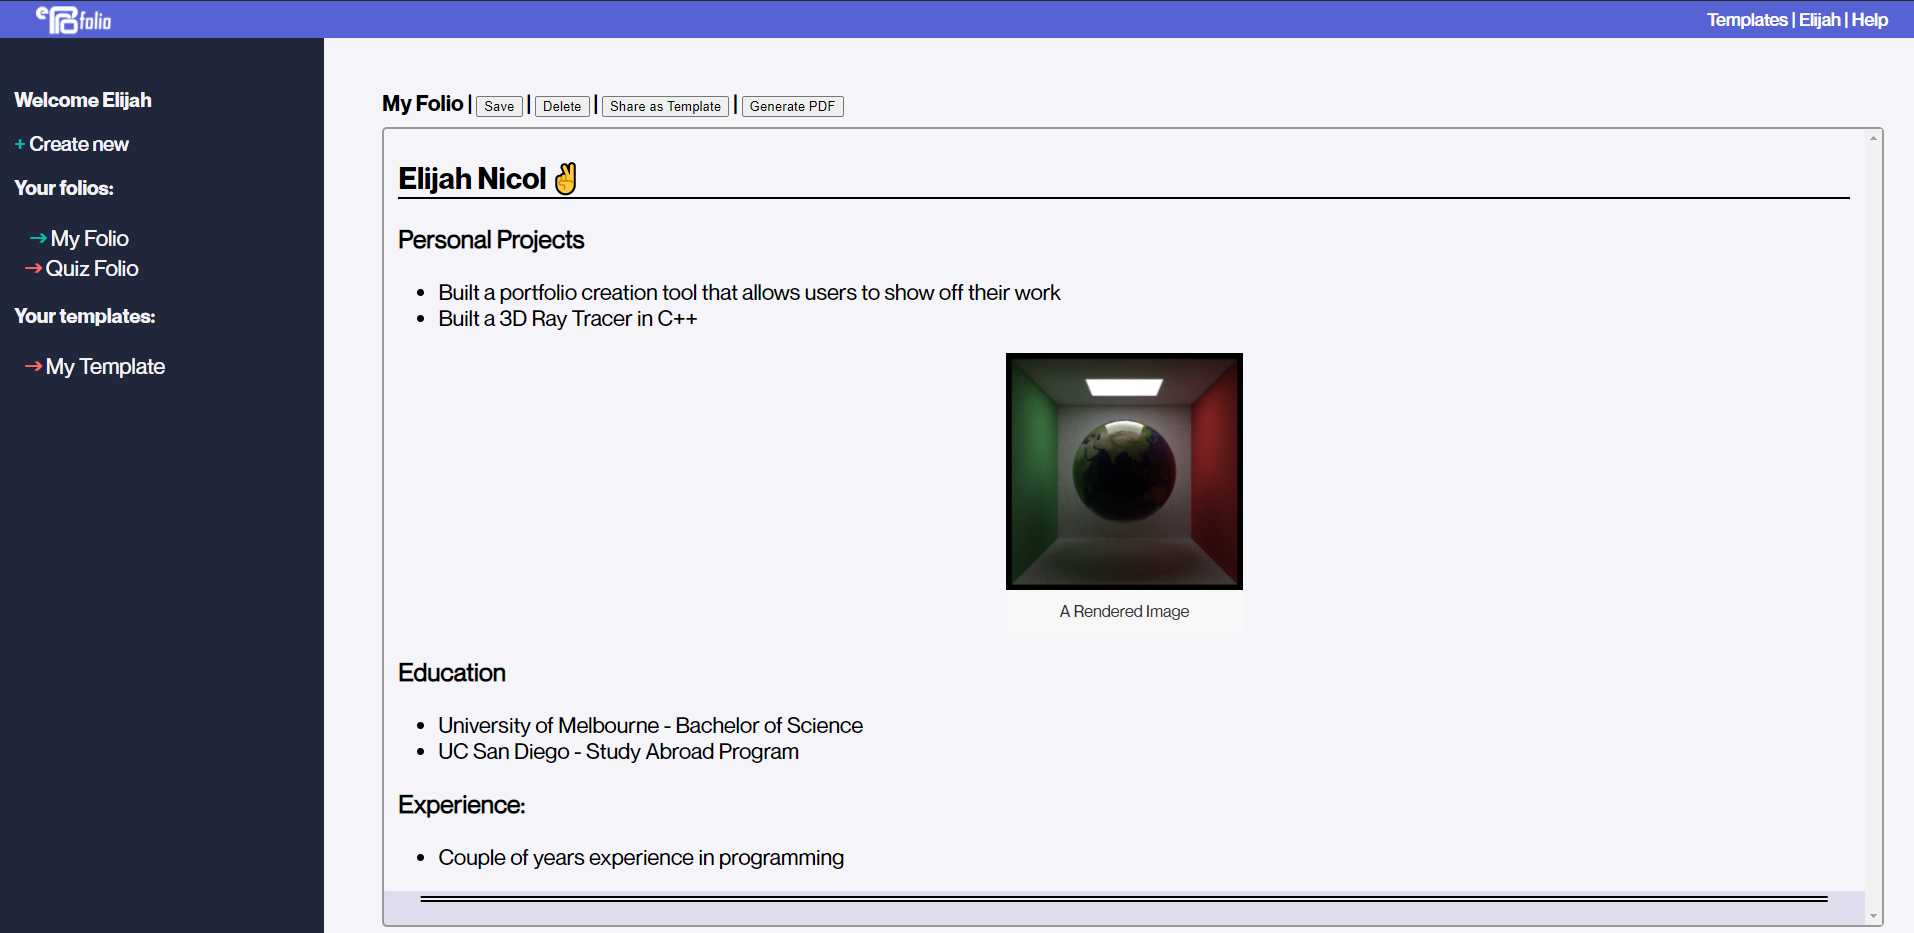 eProfolio
Templates | Elijah | Help
Welcome Elijah
+ Create new
Your folios:
→ My Folio
→ Quiz Folio
Your templates:
→ My Template
My Folio | Save | Delete | Share as Template | Generate PDF
Elijah Nicol ✌
Personal Projects
• Built a portfolio creation tool that allows users to show off their work
• Built a 3D Ray Tracer in C++
A Rendered Image
Education
• University of Melbourne - Bachelor of Science
• UC San Diego - Study Abroad Program
Experience:
• Couple of years experience in programming